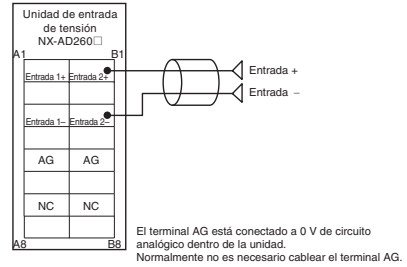 Unidad de entrada
de tensión
NX-AD260□
A1 B1
Entrada 1+ Entrada 2+
Entrada +
Entrada −
Entrada 1– Entrada 2–
AG AG
NC NC
A8 B8
El terminal AG está conectado a 0 V de circuito
analógico dentro de la unidad.
Normalmente no es necesario cablear el terminal AG.